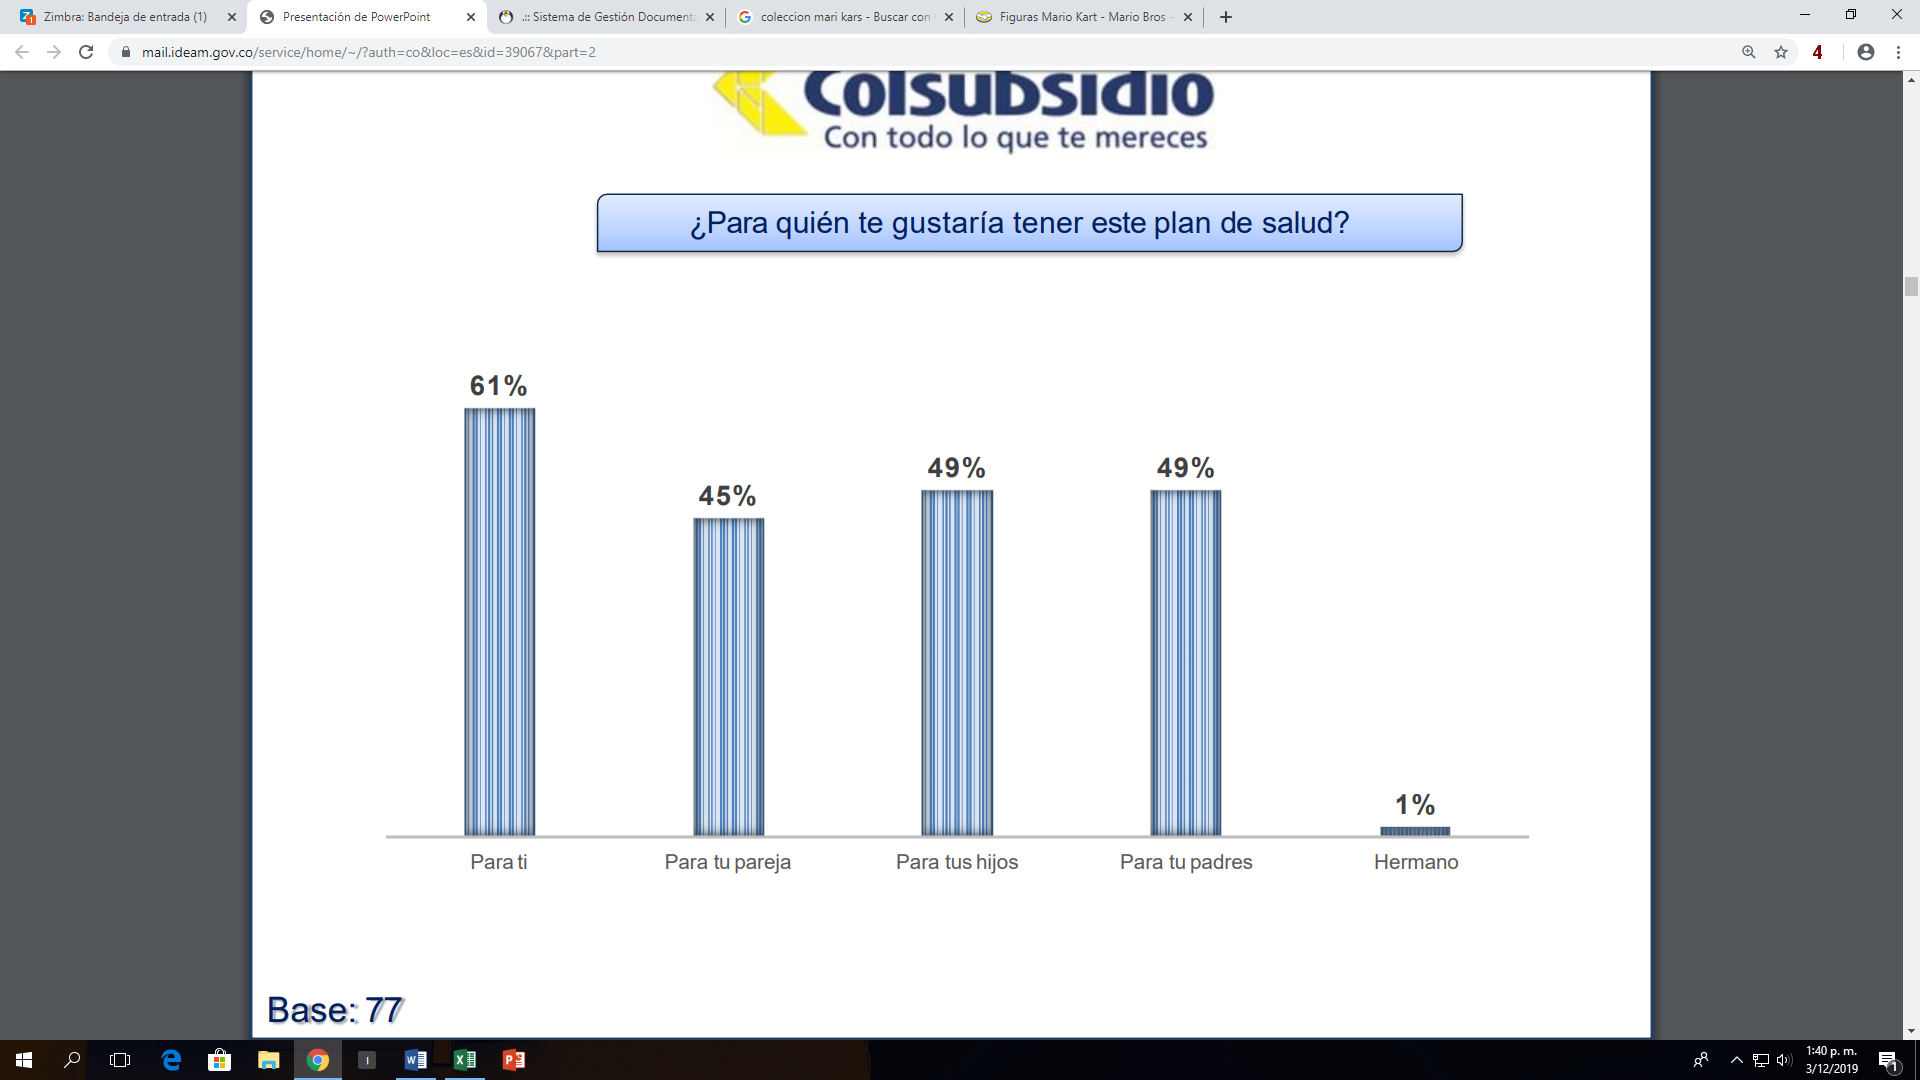 Zimbra: Bandeja de entrada (1)
Presentación de PowerPoint
.:: Sistema de Gestión Documenta
coleccion mari kars - Buscar con
Figuras Mario Kart - Mario Bros -
mail.ideam.gov.co/service/home/~/?auth=co&loc=es&id=39067&part=2
4
Colsubsidio
Con todo lo que te mereces
¿Para quién te gustaría tener este plan de salud?
61%
45%
49%
49%
1%
Para ti
Para tu pareja
Para tus hijos
Para tu padres
Hermano
Base: 77
1:40 p. m.
3/12/2019
1